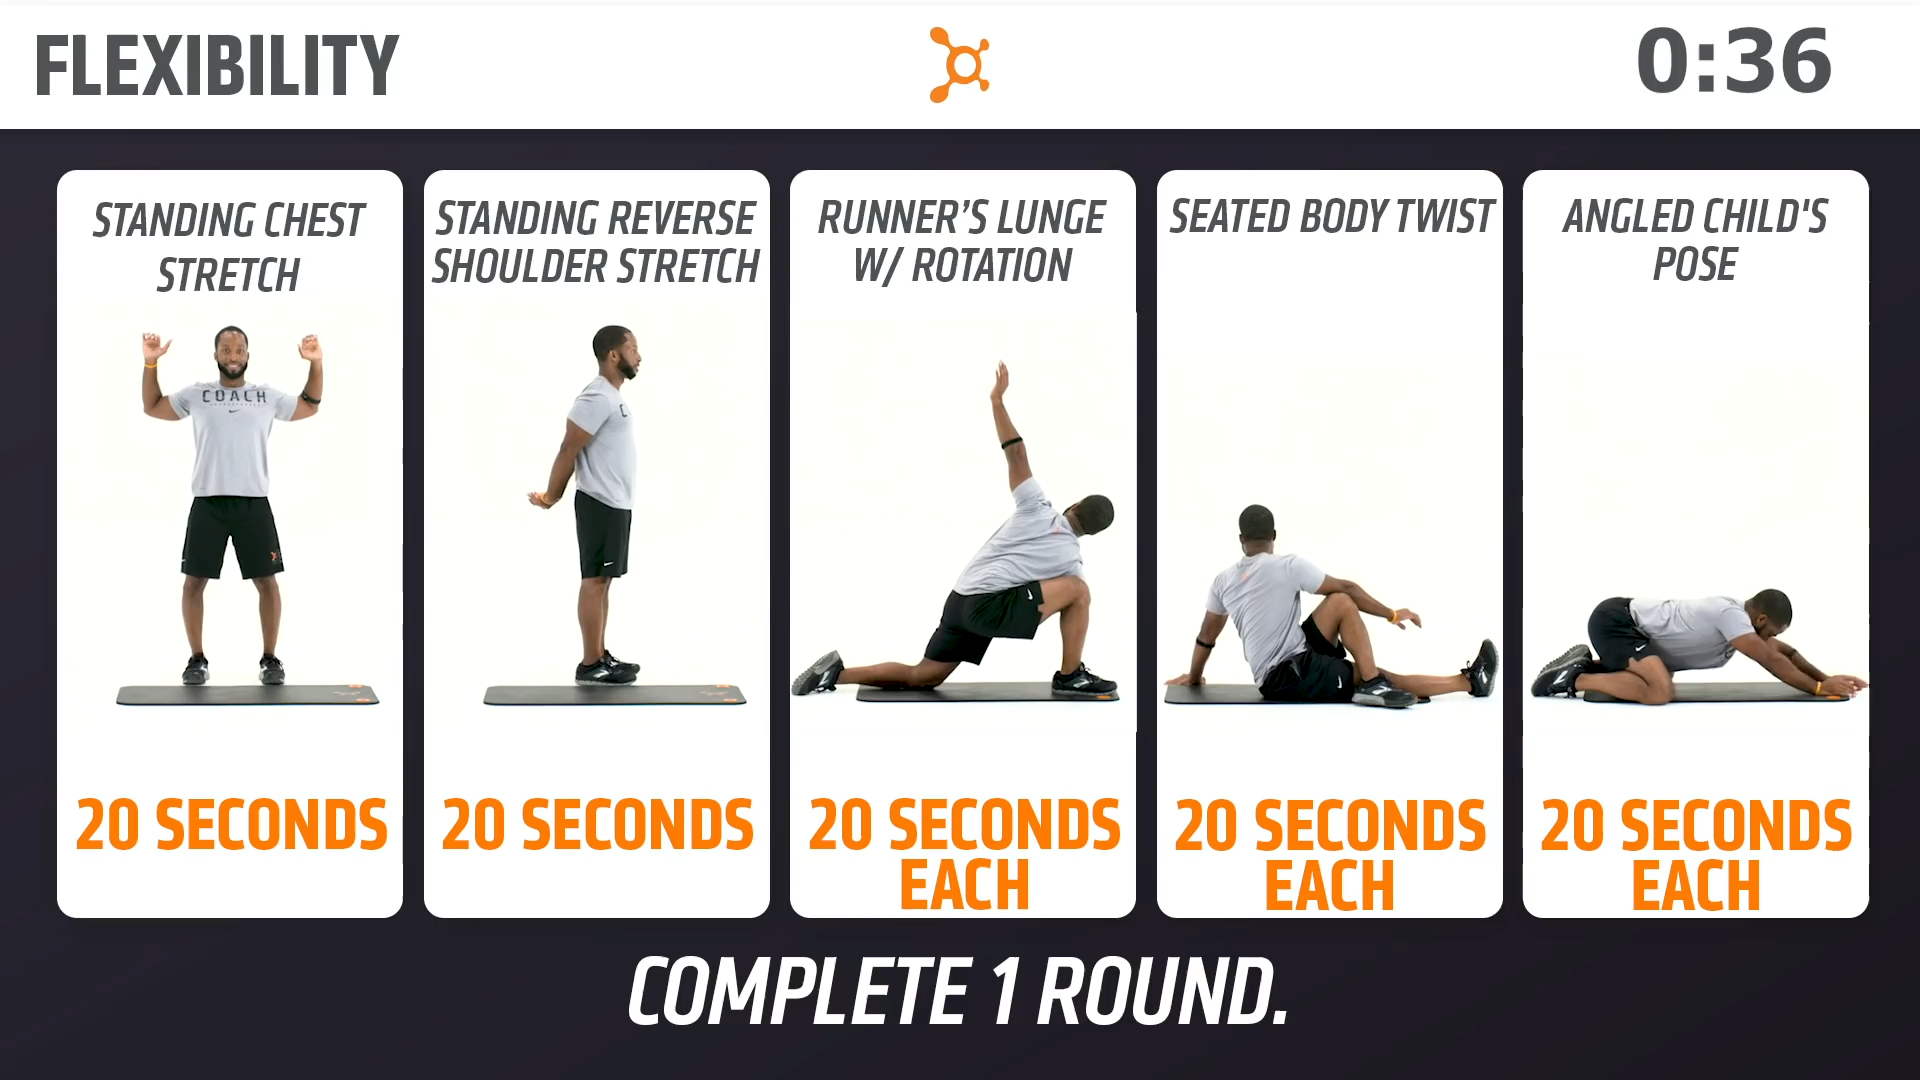 FLEXIBILITY
0:36
STANDING CHEST
STRETCH
20 SECONDS
STANDING REVERSE
SHOULDER STRETCH
20 SECONDS
RUNNER’S LUNGE
W/ ROTATION
20 SECONDS
EACH
SEATED BODY TWIST
20 SECONDS
EACH
ANGLED CHILD'S
POSE
20 SECONDS
EACH
COACH
COMPLETE 1 ROUND.